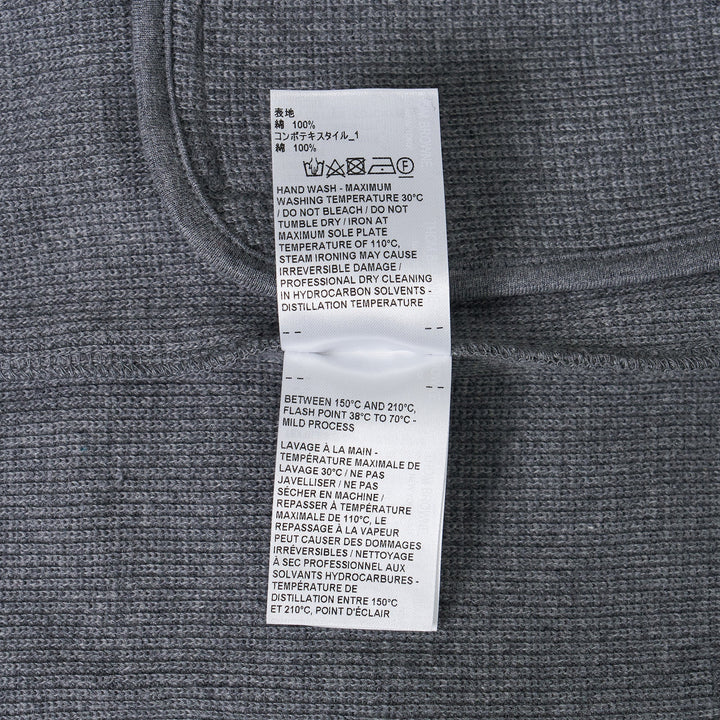 表地
綿 100%
コンポテキスタイル_1
綿 100%
F
HAND WASH - MAXIMUM
WASHING TEMPERATURE 30°C
/ DO NOT BLEACH / DO NOT
TUMBLE DRY / IRON AT
MAXIMUM SOLE PLATE
TEMPERATURE OF 110°C,
STEAM IRONING MAY CAUSE
IRREVERSIBLE DAMAGE /
PROFESSIONAL DRY CLEANING
IN HYDROCARBON SOLVENTS -
DISTILLATION TEMPERATURE
BETWEEN 150°C AND 210°C,
FLASH POINT 38°C TO 70°C -
MILD PROCESS
LAVAGE À LA MAIN -
TEMPÉRATURE MAXIMALE DE
LAVAGE 30°C / NE PAS
JAVELLISER / NE PAS
SÉCHER EN MACHINE /
REPASSER À TEMPÉRATURE
MAXIMALE DE 110°C, LE
REPASSAGE À LA VAPEUR
PEUT CAUSER DES DOMMAGES
IRRÉVERSIBLES / NETTOYAGE
A SEC PROFESSIONNEL AUX
SOLVANTS HYDROCARBURES -
TEMPÉRATURE DE
DISTILLATION ENTRE 150°C
ET 210°C, POINT D'ÉCLAIR